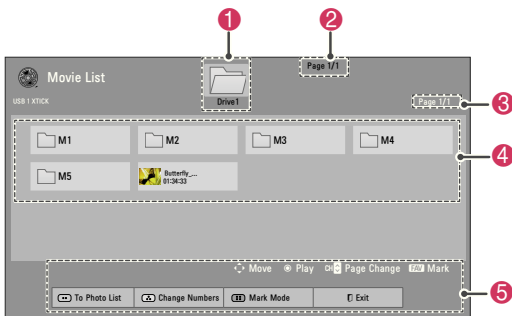 1
2
Page 1/1
Movie List
USB 1 XTICK
Drive1
Page 1/1
3
M1
M2
M3
M4
4
M5
Butterfly_...
01:34:33
Move
Play
CH
Page Change
FAV
Mark
5
To Photo List
Change Numbers
Mark Mode
Exit